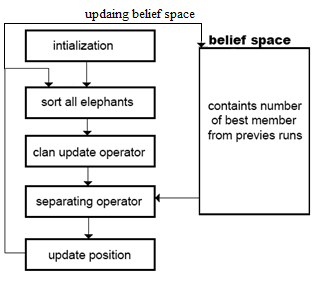 updaing belief space
intialization
belief space
sort all elephants
containts number
of best member
from previes runs
clan update operator
separating operator
update position